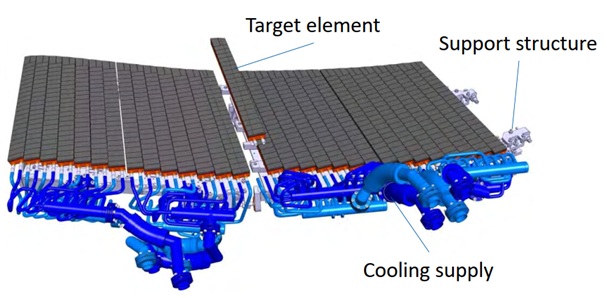 Target element
Support structure
Cooling supply